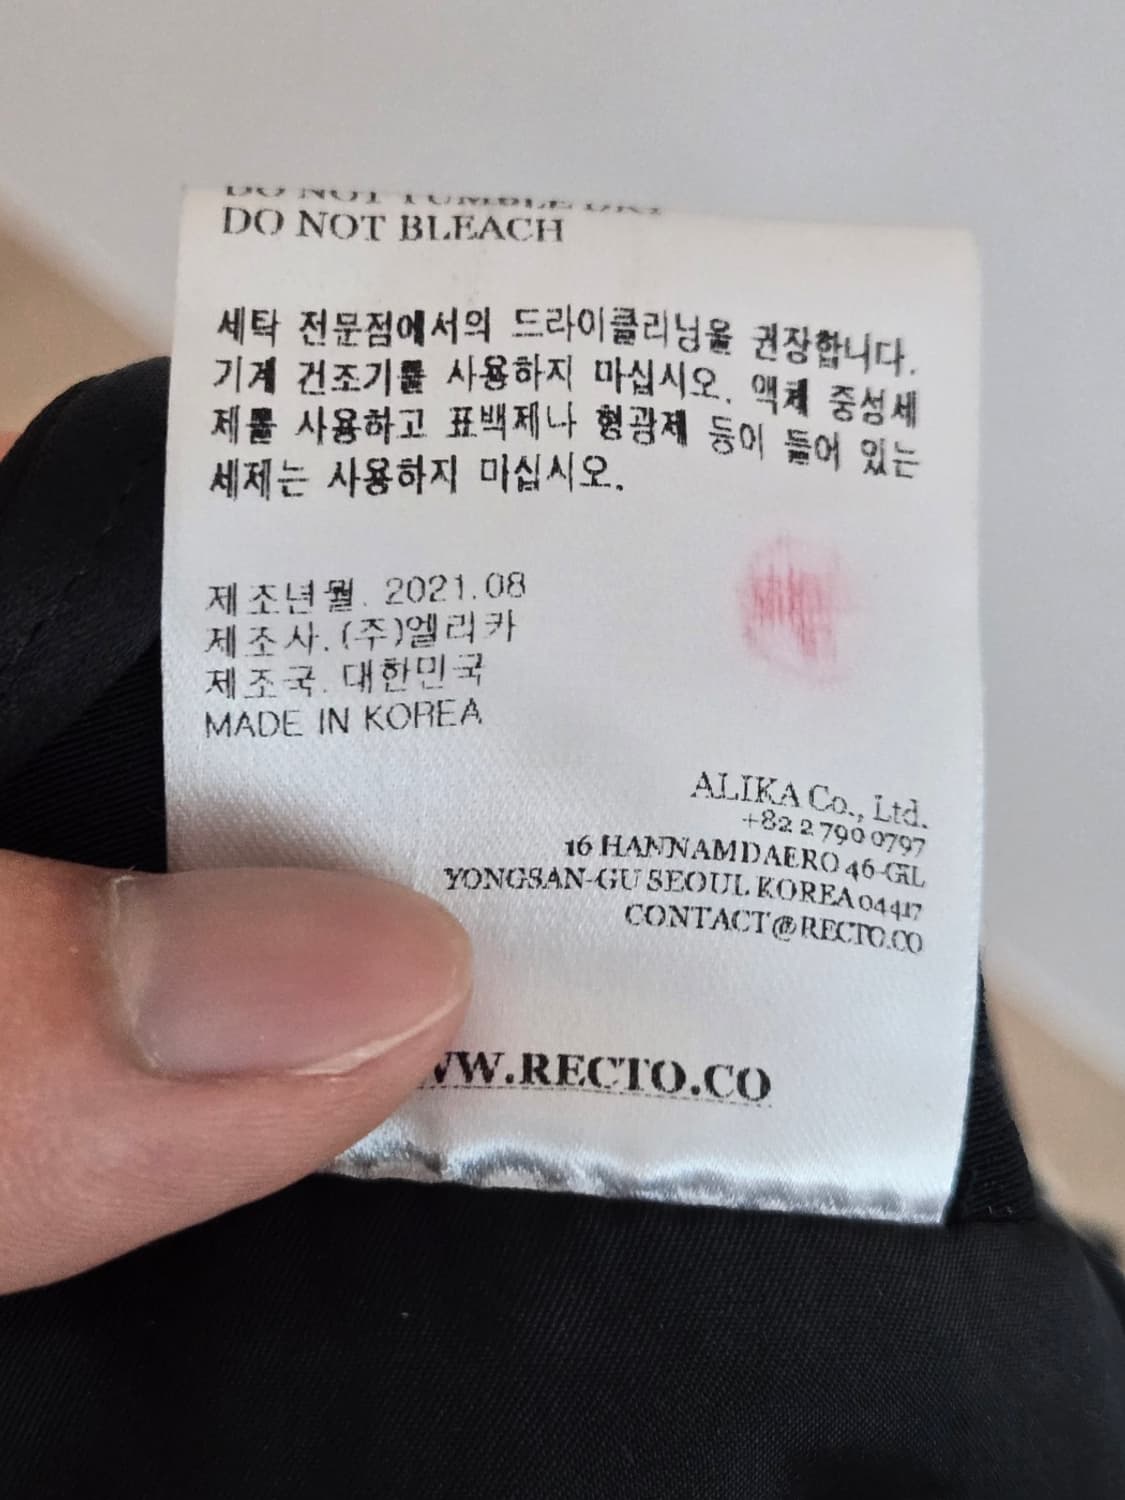 DO NOT TUMBLE DRY
DO NOT BLEACH
세탁 전문점에서의 드라이클리닝을 권장합니다.
기계 건조기를 사용하지 마십시오. 액체 중성세
제를 사용하고 표백제나 형광제 등이 들어 있는
세제는 사용하지 마십시오.
제조년월. 2021.08
제조사. (주)엘리카
제조국. 대한민국
MADE IN KOREA
ALIKA Co., Ltd.
+82 2 790 0797
16 HANNAMDAERO 46-GIL
YONGSAN-GU SEOUL KOREA 04417
CONTACT@RECTO.CO
WW.RECTO.CO